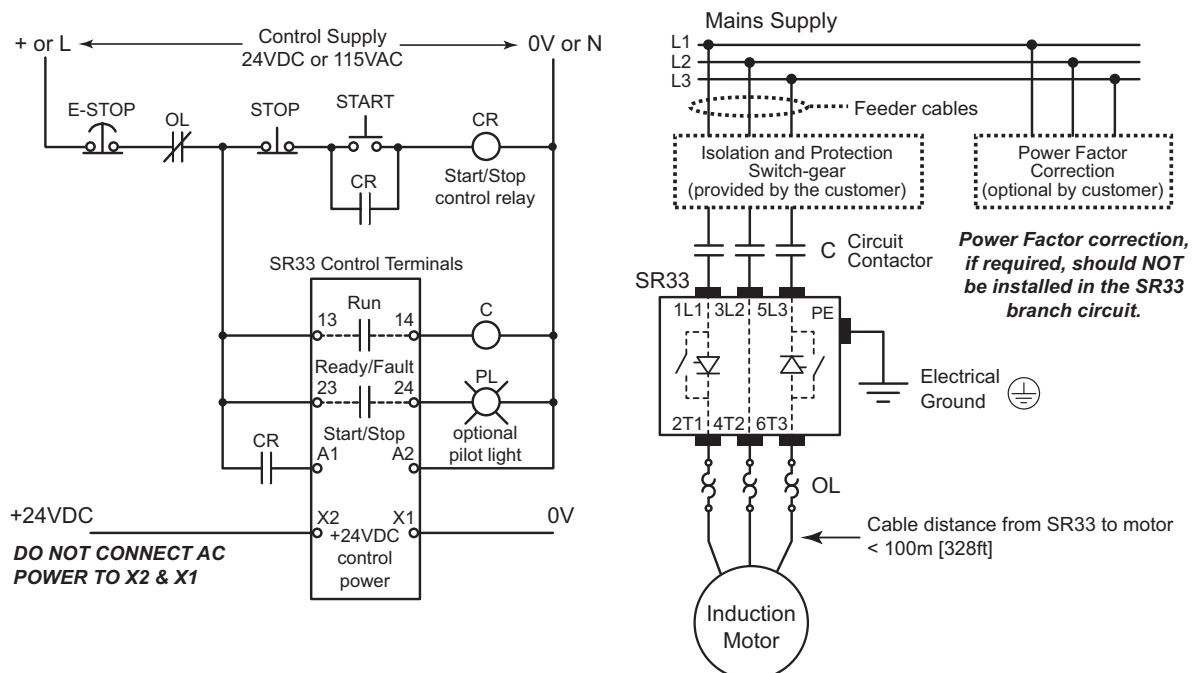 + or L
Control Supply
24VDC or 115VAC
0V or N
E-STOP
OL
STOP
START
CR
Start/Stop
control relay
CR
SR33 Control Terminals
Run
13
14
C
Ready/Fault
23
24
PL
optional
pilot light
Start/Stop
CR
A1
A2
+24VDC
X2
X1
0V
+24VDC
control
power
DO NOT CONNECT AC
POWER TO X2 & X1
Mains Supply
L1
L2
L3
Feeder cables
Isolation and Protection
Switch-gear
(provided by the customer)
Power Factor
Correction
(optional by customer)
C
Circuit
Contactor
Power Factor correction,
if required, should NOT
be installed in the SR33
branch circuit.
SR33
1L1
3L2
5L3
PE
Electrical
Ground
2T1
4T2
6T3
OL
Cable distance from SR33 to motor
< 100m [328ft]
Induction
Motor